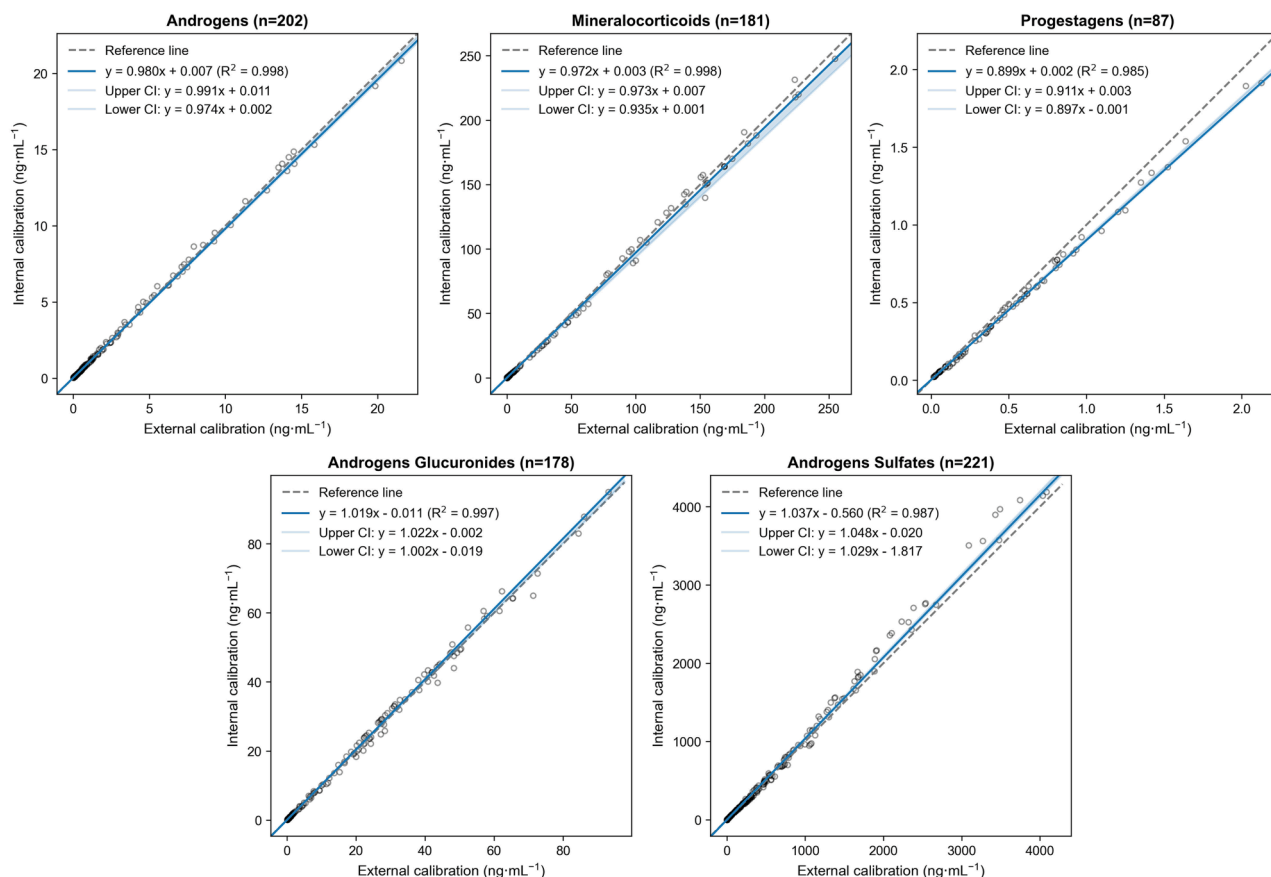 Androgens (n=202)
Reference line
y = 0.980x + 0.007 (R² = 0.998)
Upper CI: y = 0.991x + 0.011
Lower CI: y = 0.974x + 0.002
20
15
10
5
0
0 5 10 15 20
Internal calibration (ng·mL⁻¹)
External calibration (ng·mL⁻¹)
Mineralocorticoids (n=181)
Reference line
y = 0.972x + 0.003 (R² = 0.998)
Upper CI: y = 0.973x + 0.007
Lower CI: y = 0.935x + 0.001
250
200
150
100
50
0
0 50 100 150 200 250
Internal calibration (ng·mL⁻¹)
External calibration (ng·mL⁻¹)
Progestagens (n=87)
Reference line
y = 0.899x + 0.002 (R² = 0.985)
Upper CI: y = 0.911x + 0.003
Lower CI: y = 0.897x - 0.001
2.0
1.5
1.0
0.5
0.0
0.0 0.5 1.0 1.5 2.0
Internal calibration (ng·mL⁻¹)
External calibration (ng·mL⁻¹)
Androgens Glucuronides (n=178)
Reference line
y = 1.019x - 0.011 (R² = 0.997)
Upper CI: y = 1.022x - 0.002
Lower CI: y = 1.002x - 0.019
80
60
40
20
0
0 20 40 60 80
Internal calibration (ng·mL⁻¹)
External calibration (ng·mL⁻¹)
Androgens Sulfates (n=221)
Reference line
y = 1.037x - 0.560 (R² = 0.987)
Upper CI: y = 1.048x - 0.020
Lower CI: y = 1.029x - 1.817
4000
3000
2000
1000
0
0 1000 2000 3000 4000
Internal calibration (ng·mL⁻¹)
External calibration (ng·mL⁻¹)